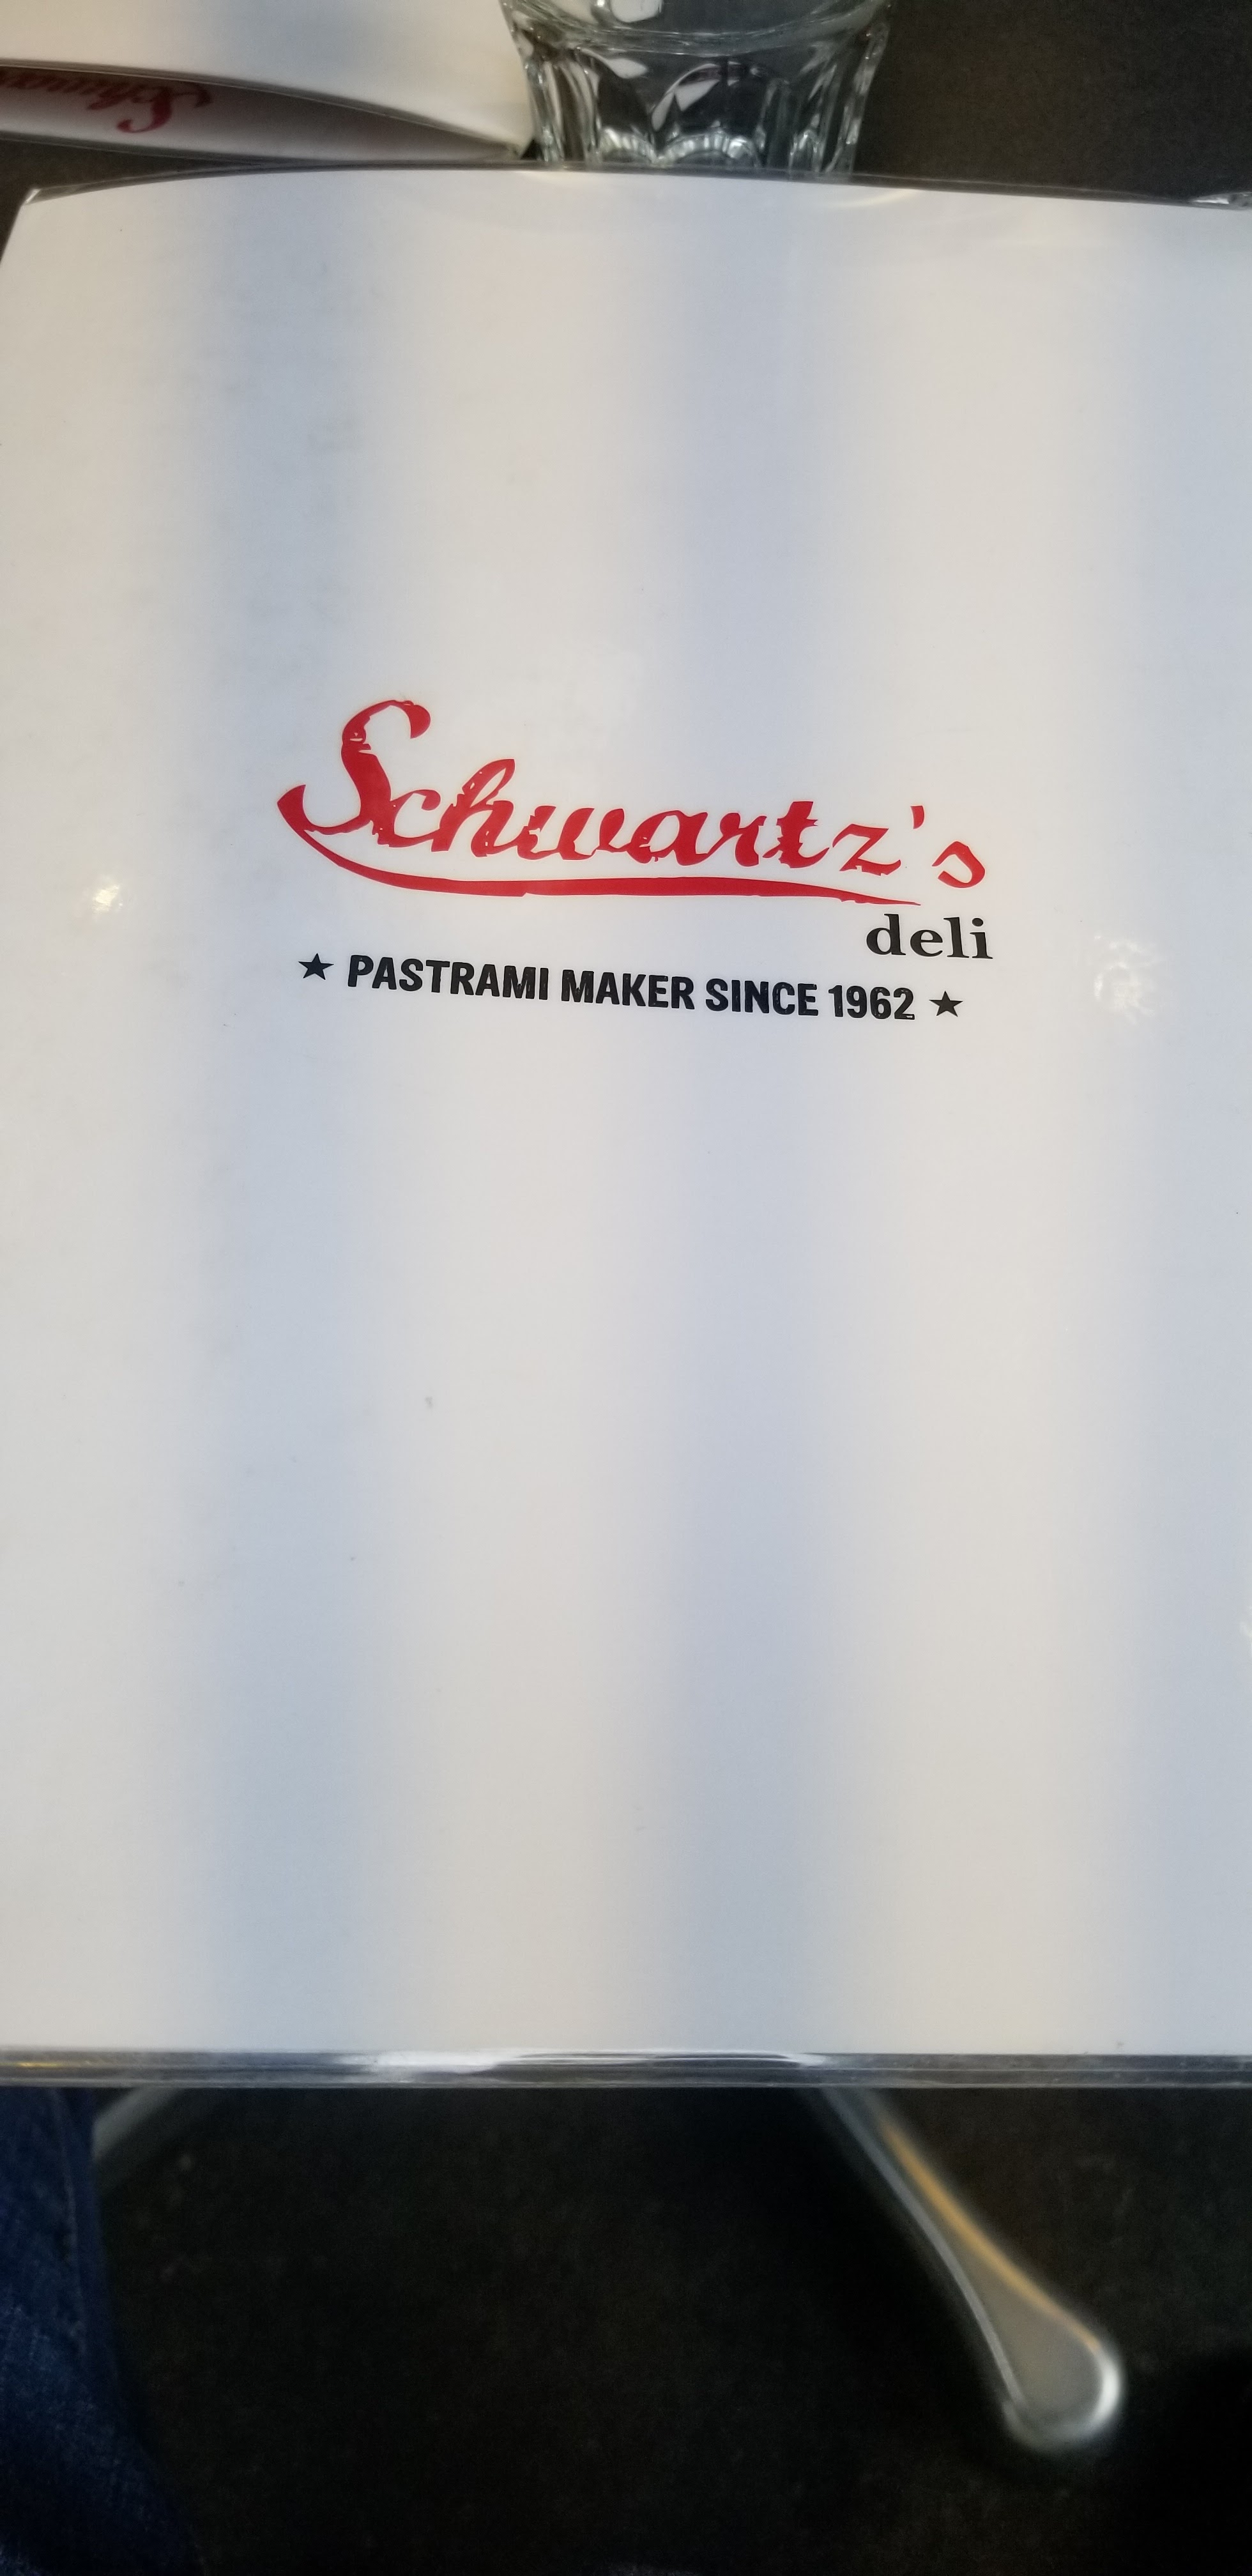 Schwartz's
deli
★ PASTRAMI MAKER SINCE 1962 ★